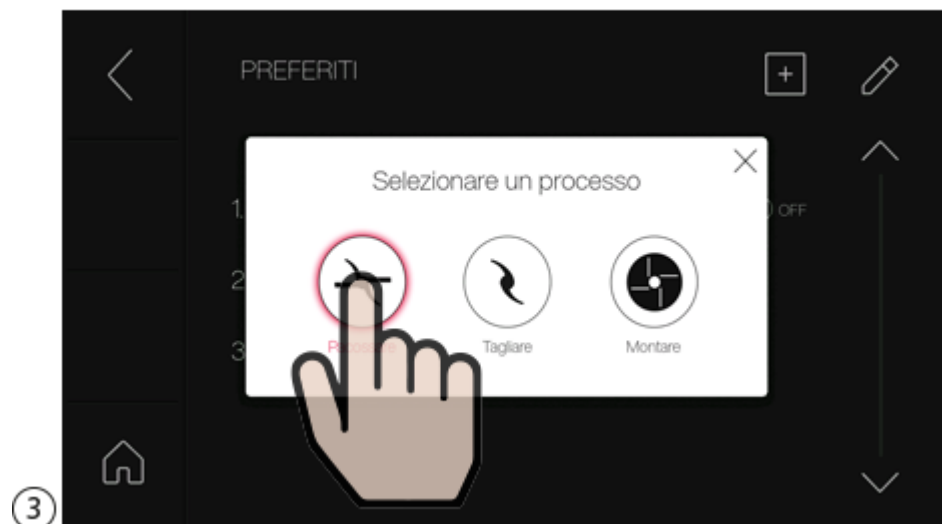 PREFERITI
Selezionare un processo
1.
OFF
2
3
Tagliare
Montare
3